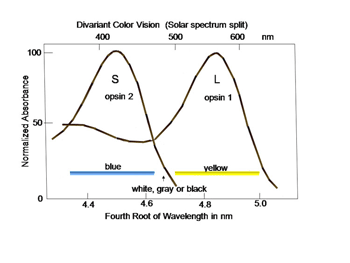 Divariant Color Vision (Solar spectrum split)
400 500 600 nm
100
S L
opsin 2 opsin 1
Normalized Absorbance
50
blue yellow
white, gray or black
0
4.4 4.6 4.8 5.0
Fourth Root of Wavelength in nm